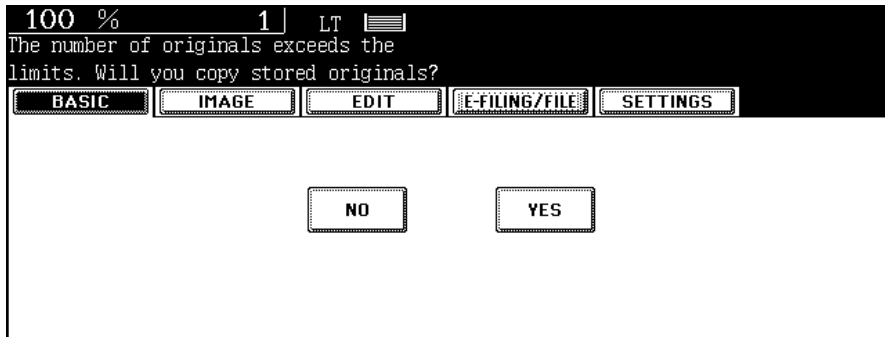 100 % 1 LT
The number of originals exceeds the
limits. Will you copy stored originals?
BASIC IMAGE EDIT E-FILING/FILE SETTINGS
NO YES